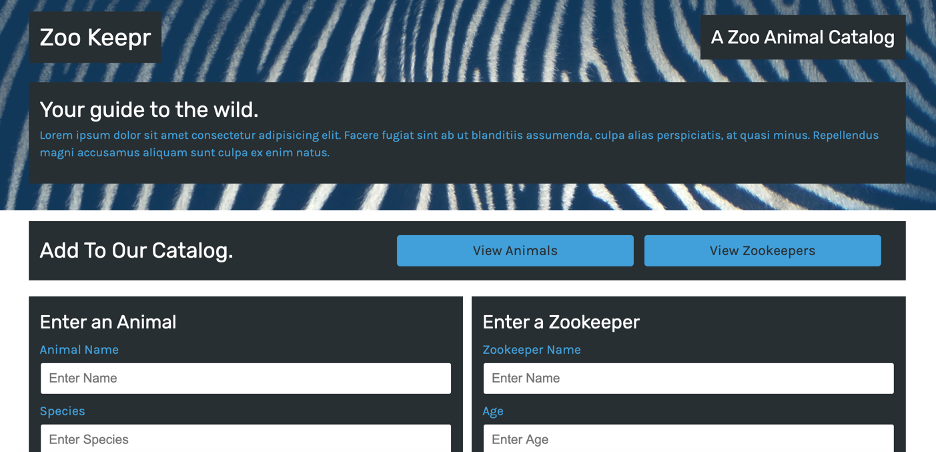 Zoo Keepr
A Zoo Animal Catalog
Your guide to the wild.
Lorem ipsum dolor sit amet consectetur adipisicing elit. Facere fugiat sint ab ut blanditiis assumenda, culpa alias perspiciatis, at quasi minus. Repellendus
magni accusamus aliquam sunt culpa ex enim natus.
Add To Our Catalog.
View Animals
View Zookeepers
Enter an Animal
Animal Name
Enter Name
Species
Enter Species
Enter a Zookeeper
Zookeeper Name
Enter Name
Age
Enter Age